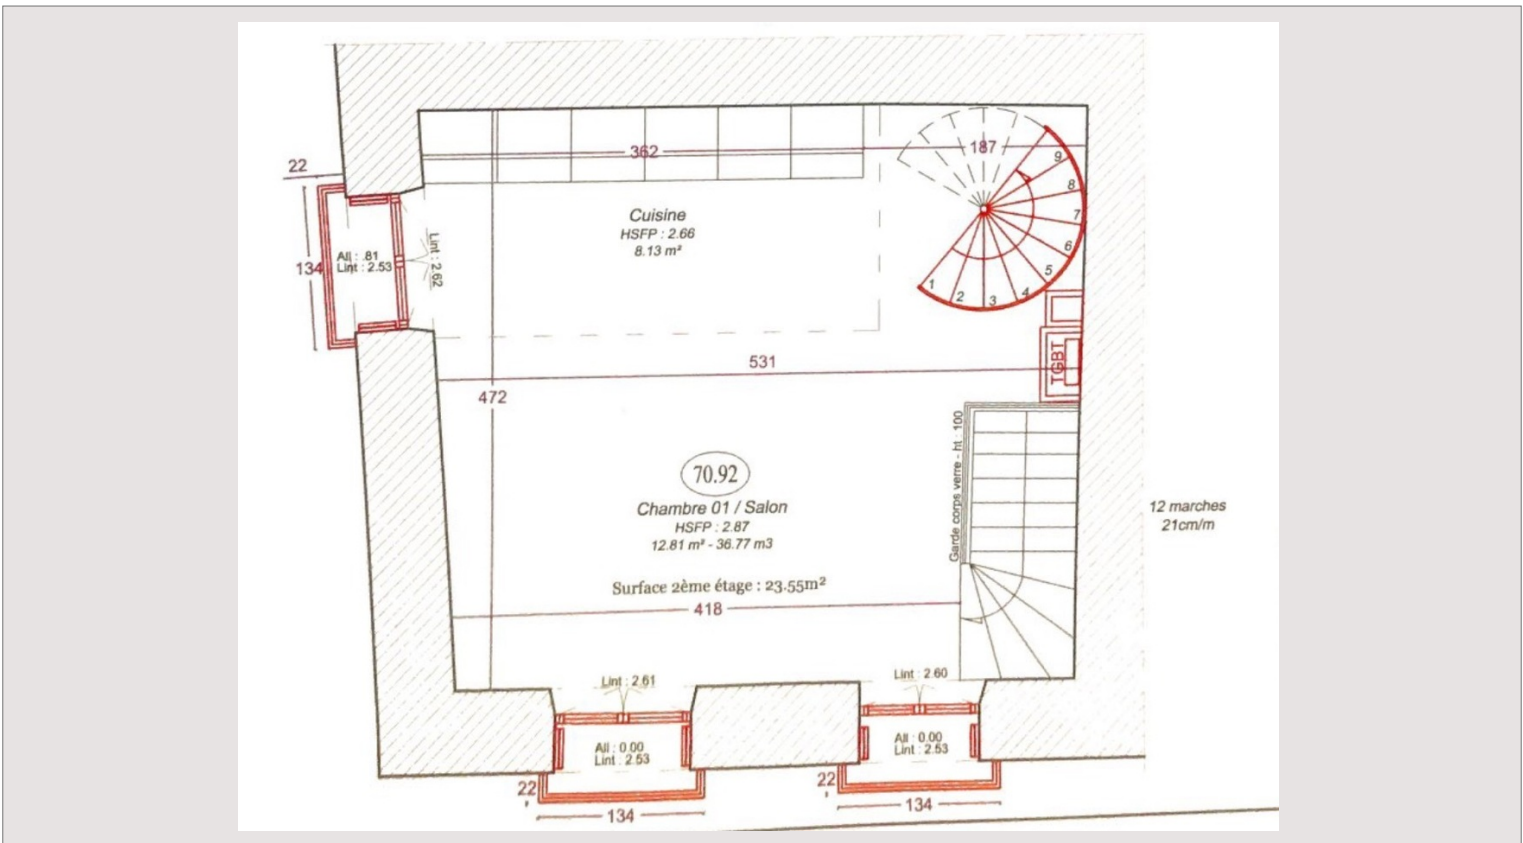 362
187
22
9
8
7
6
5
4
3
2
1
Cuisine
HSFP : 2.66
8.13 m²
Lint : 2.62
All : .81
Lint : 2.53
134
531
TGBT
472
Garde corps verre - ht : 100
70.92
Chambre 01 / Salon
HSFP : 2.87
12.81 m² - 36.77 m3
12 marches
21cm/m
Surface 2ème étage : 23.55m²
418
Lint : 2.61
Lint : 2.60
All : 0.00
Lint : 2.53
All : 0.00
Lint : 2.53
22
22
134
134